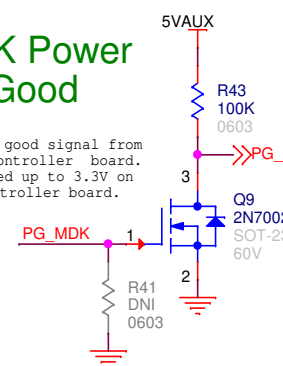 5VAUX
K Power
Good
R43
100K
0603
good signal from
ontroller board.
ed up to 3.3V on
troller board.
PG_
3
Q9
2N7002
SOT-23
60V
PG_MDK
1
2
R41
DNI
0603